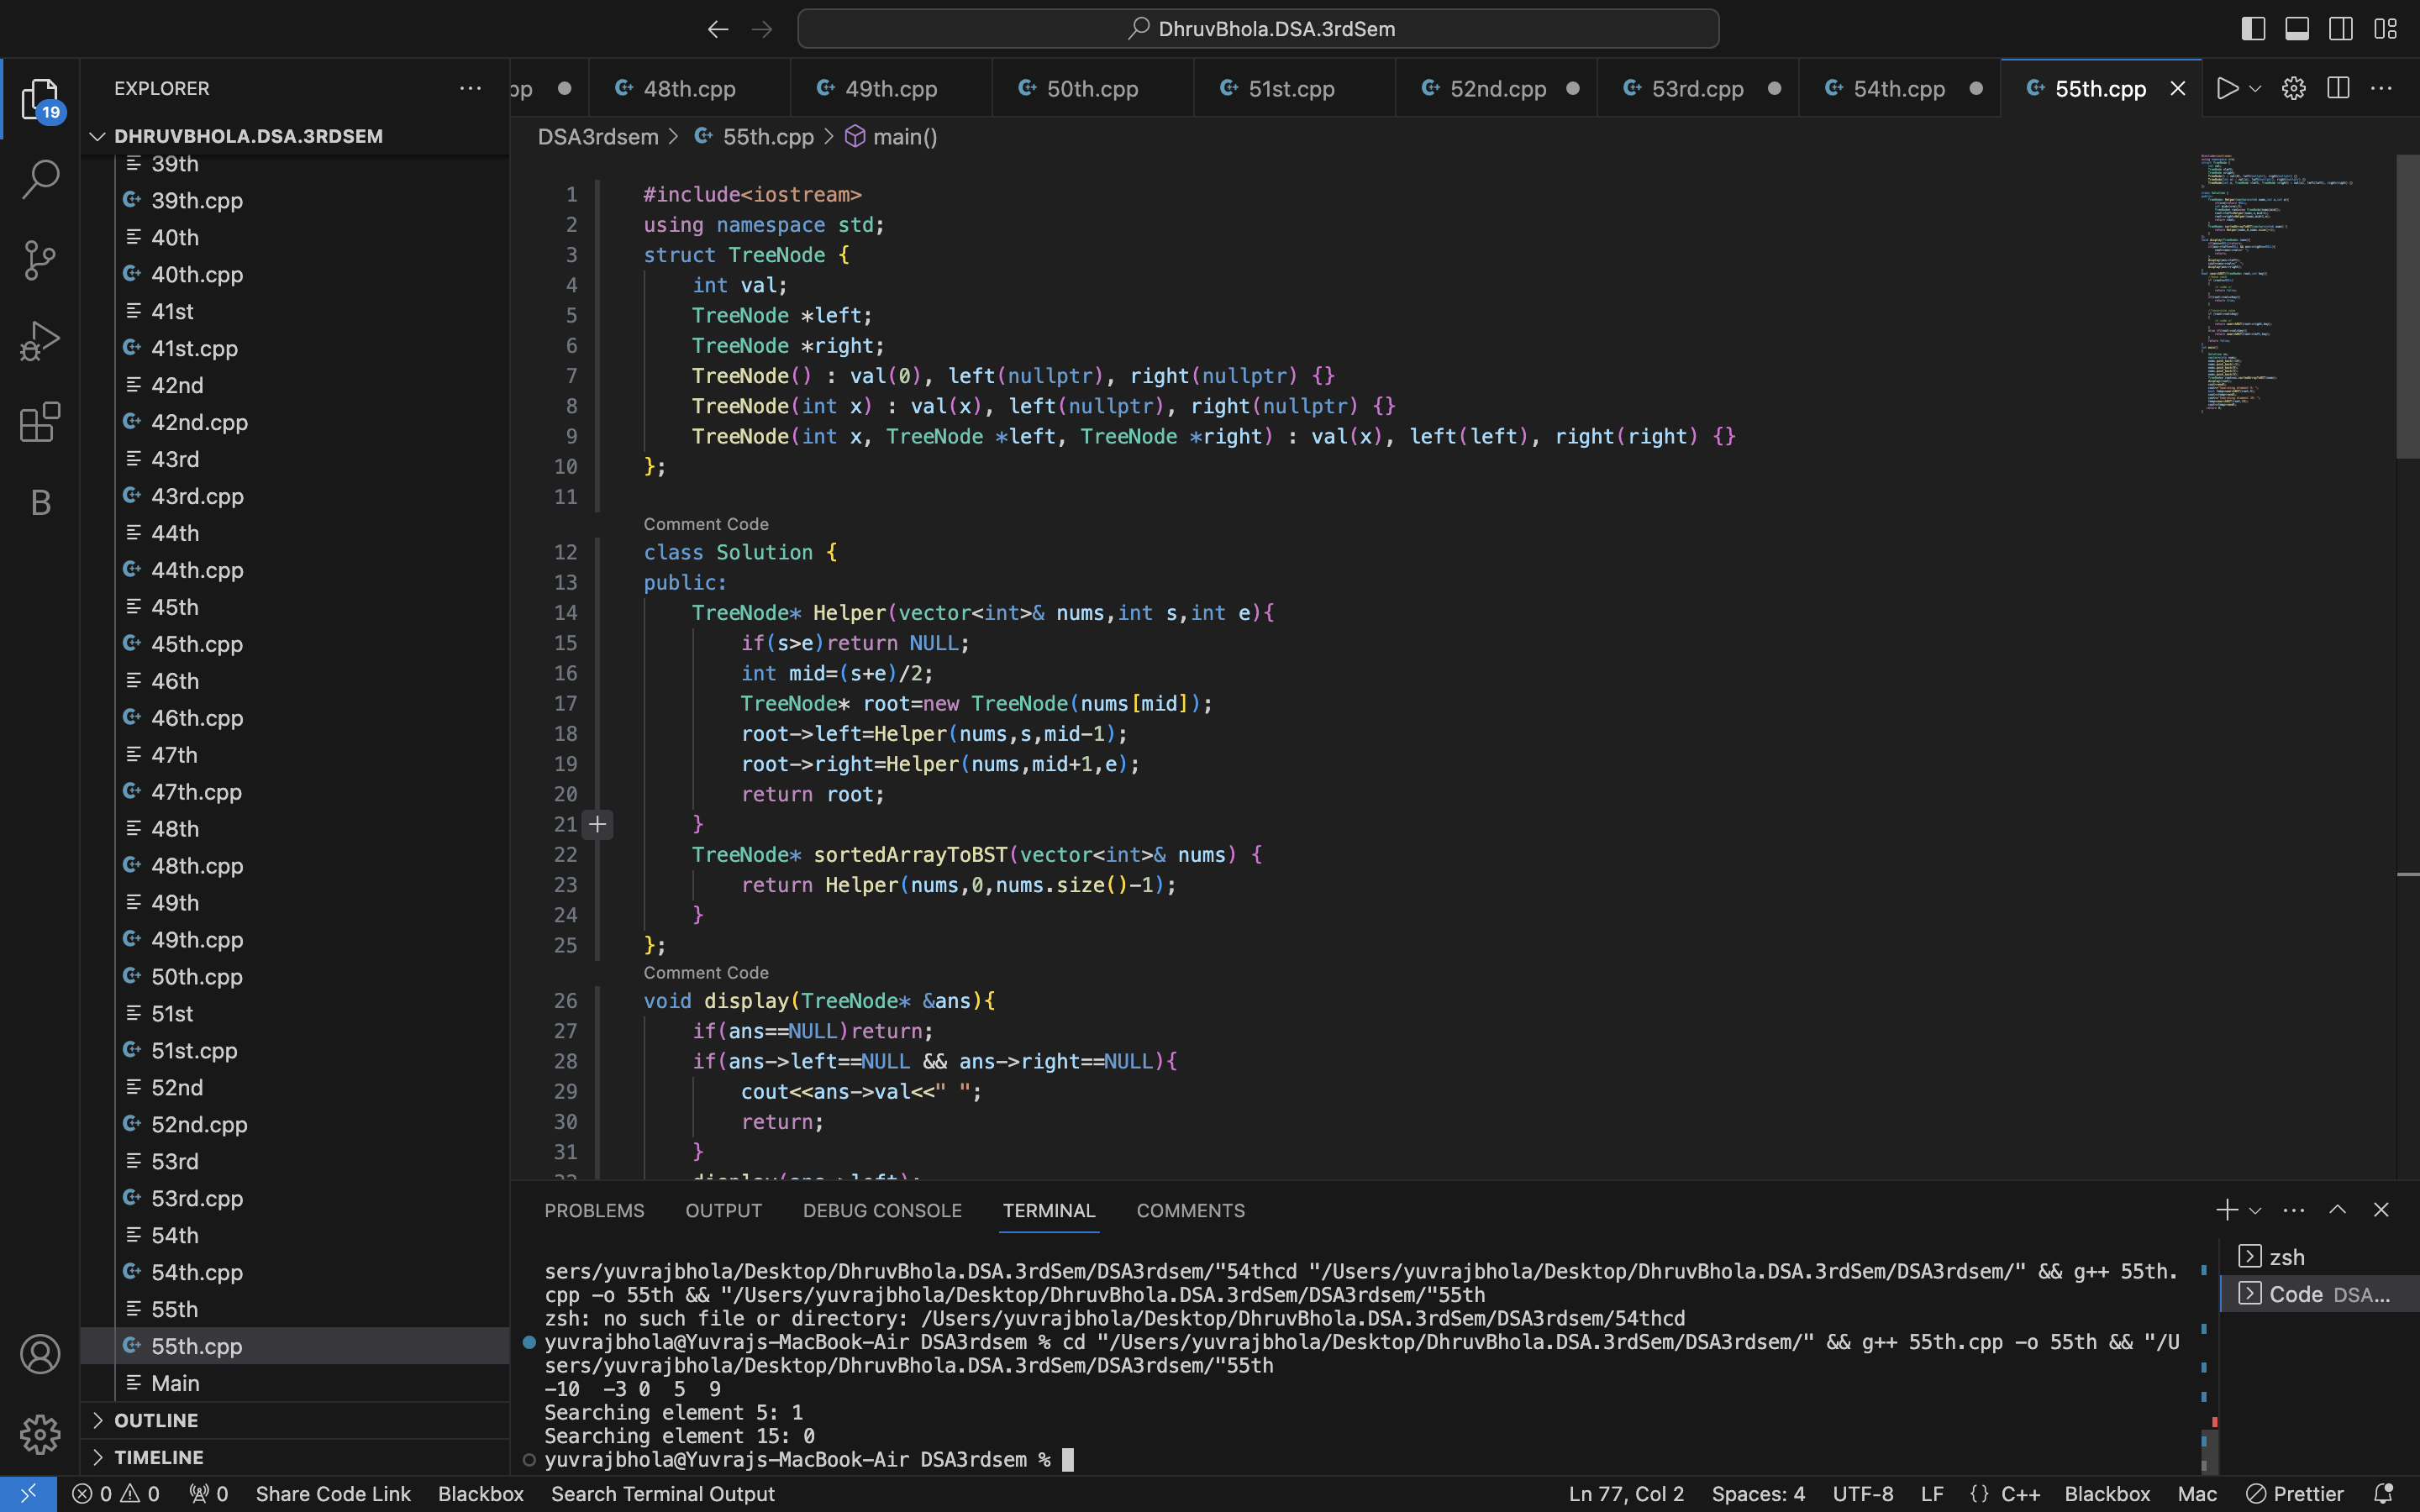 DhruvBhola.DSA.3rdSem
EXPLORER
pp
48th.cpp
49th.cpp
50th.cpp
51st.cpp
52nd.cpp
53rd.cpp
54th.cpp
55th.cpp
19
DHRUVBHOLA.DSA.3RDSEM
DSA3rdsem > 55th.cpp > main()
39th
39th.cpp
40th
40th.cpp
41st
41st.cpp
42nd
42nd.cpp
43rd
43rd.cpp
44th
44th.cpp
45th
45th.cpp
46th
46th.cpp
47th
47th.cpp
48th
48th.cpp
49th
49th.cpp
50th.cpp
51st
51st.cpp
52nd
52nd.cpp
53rd
53rd.cpp
54th
54th.cpp
55th
55th.cpp
Main
OUTLINE
TIMELINE
B
1 #include<iostream>
2 using namespace std;
3 struct TreeNode {
4 int val;
5 TreeNode *left;
6 TreeNode *right;
7 TreeNode() : val(0), left(nullptr), right(nullptr) {}
8 TreeNode(int x) : val(x), left(nullptr), right(nullptr) {}
9 TreeNode(int x, TreeNode *left, TreeNode *right) : val(x), left(left), right(right) {}
10 };
11
Comment Code
12 class Solution {
13 public:
14 TreeNode* Helper(vector<int>& nums,int s,int e){
15 if(s>e)return NULL;
16 int mid=(s+e)/2;
17 TreeNode* root=new TreeNode(nums[mid]);
18 root->left=Helper(nums,s,mid-1);
19 root->right=Helper(nums,mid+1,e);
20 return root;
21 }
22 TreeNode* sortedArrayToBST(vector<int>& nums) {
23 return Helper(nums,0,nums.size()-1);
24 }
25 };
Comment Code
26 void display(TreeNode* &ans){
27 if(ans==NULL)return;
28 if(ans->left==NULL && ans->right==NULL){
29 cout<<ans->val<<" ";
30 return;
31 }
PROBLEMS OUTPUT DEBUG CONSOLE TERMINAL COMMENTS
sers/yuvrajbhola/Desktop/DhruvBhola.DSA.3rdSem/DSA3rdsem/"54thcd "/Users/yuvrajbhola/Desktop/DhruvBhola.DSA.3rdSem/DSA3rdsem/" && g++ 55th.
cpp -o 55th && "/Users/yuvrajbhola/Desktop/DhruvBhola.DSA.3rdSem/DSA3rdsem/"55th
zsh: no such file or directory: /Users/yuvrajbhola/Desktop/DhruvBhola.DSA.3rdSem/DSA3rdsem/54thcd
yuvrajbhola@Yuvrajs-MacBook-Air DSA3rdsem % cd "/Users/yuvrajbhola/Desktop/DhruvBhola.DSA.3rdSem/DSA3rdsem/" && g++ 55th.cpp -o 55th && "/U
sers/yuvrajbhola/Desktop/DhruvBhola.DSA.3rdSem/DSA3rdsem/"55th
-10  -3 0  5  9
Searching element 5: 1
Searching element 15: 0
yuvrajbhola@Yuvrajs-MacBook-Air DSA3rdsem %
zsh
Code DSA...
0 0 0 Share Code Link Blackbox Search Terminal Output Ln 77, Col 2 Spaces: 4 UTF-8 LF {} C++ Blackbox Mac Prettier